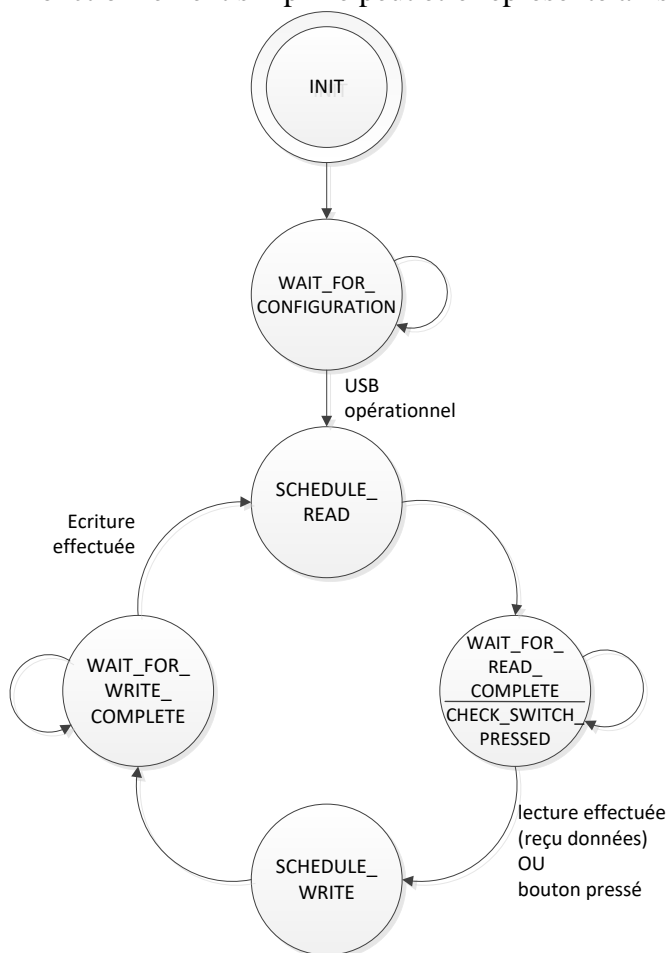 INIT
WAIT_FOR_
CONFIGURATION
USB
opérationnel
SCHEDULE_
READ
Ecriture
effectuée
WAIT_FOR_
WRITE_
COMPLETE
WAIT_FOR_
READ_
COMPLETE
CHECK_SWITCH_
PRESSED
lecture effectuée
(reçu données)
OU
bouton pressé
SCHEDULE_
WRITE